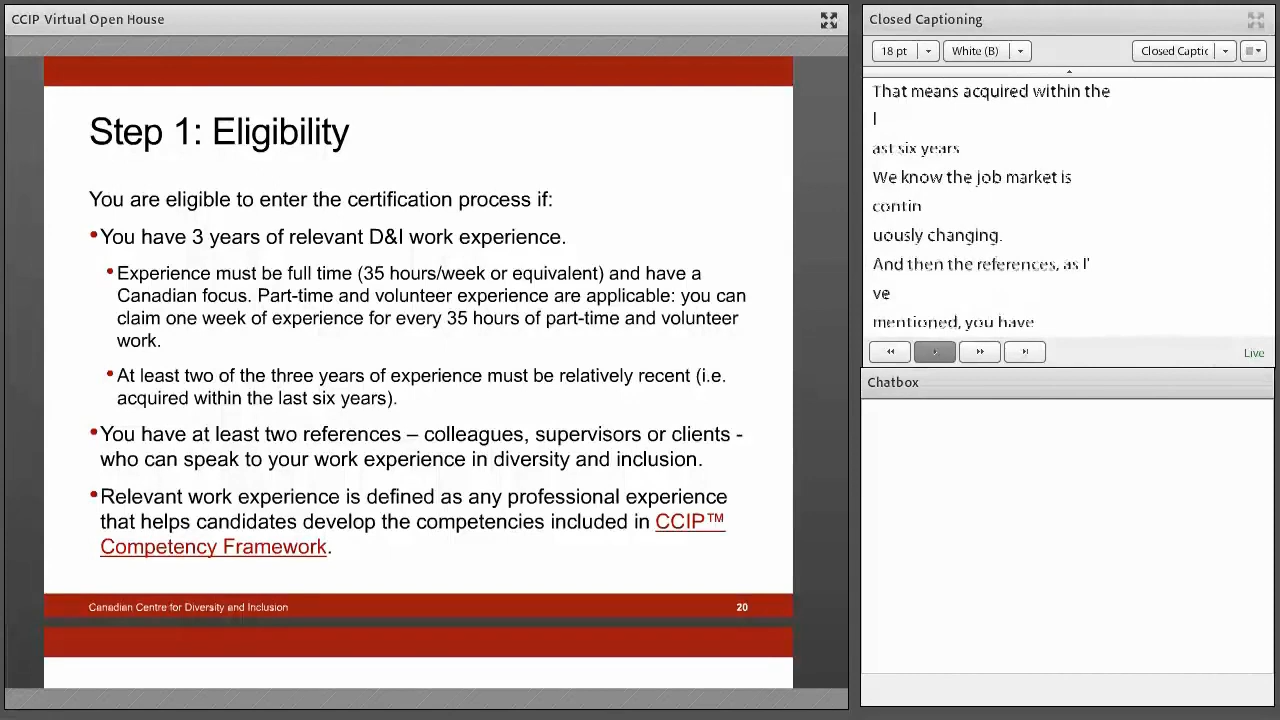 CCIP Virtual Open House
Step 1: Eligibility
You are eligible to enter the certification process if:
•You have 3 years of relevant D&I work experience.
•Experience must be full time (35 hours/week or equivalent) and have a
Canadian focus. Part-time and volunteer experience are applicable: you can
claim one week of experience for every 35 hours of part-time and volunteer
work.
•At least two of the three years of experience must be relatively recent (i.e.
acquired within the last six years).
•You have at least two references – colleagues, supervisors or clients -
who can speak to your work experience in diversity and inclusion.
•Relevant work experience is defined as any professional experience
that helps candidates develop the competencies included in CCIP™
Competency Framework.
Canadian Centre for Diversity and Inclusion
20
Closed Captioning
18 pt
White (B)
Closed Captic
That means acquired within the
l
ast six years
We know the job market is
contin
uously changing.
And then the references, as I'
ve
mentioned, you have
Live
Chatbox